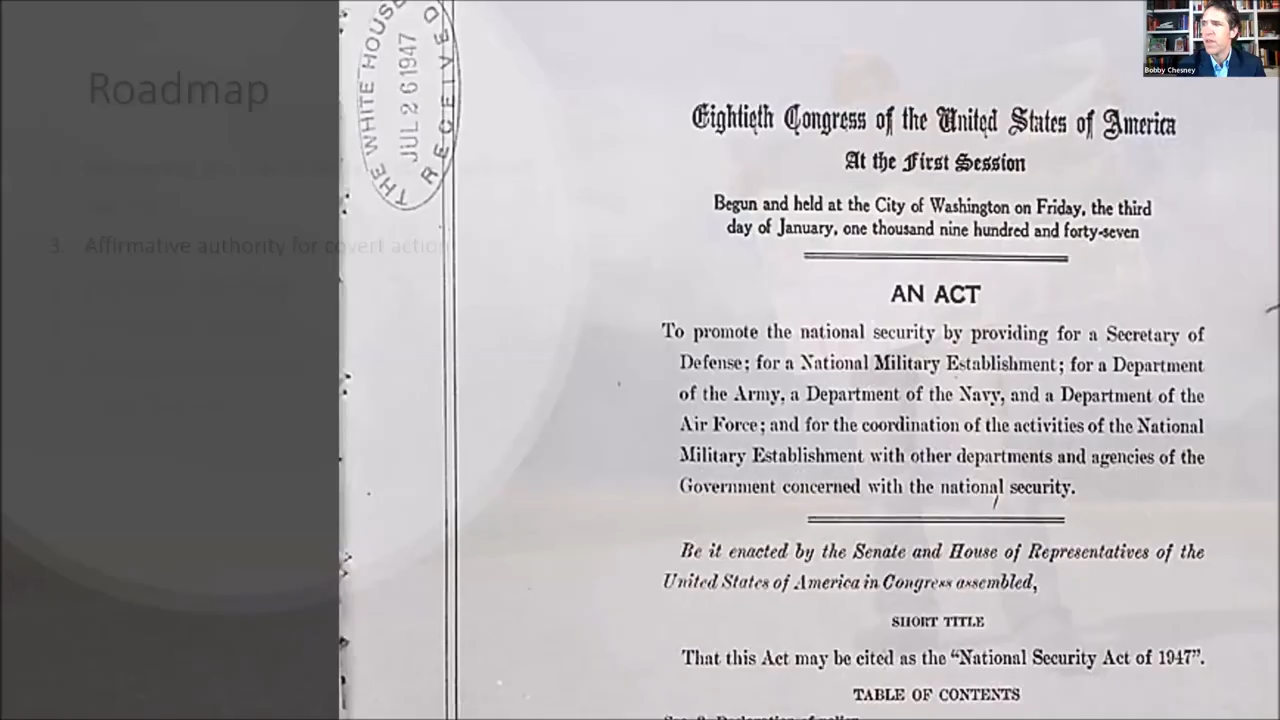 Roadmap
3. Affirmative authority for covert action
THE WHITE HOUSE
JUL 26 1947
RECEIVED
Bobby Chesney
Eightieth Congress of the United States of America
At the First Session
Begun and held at the City of Washington on Friday, the third
day of January, one thousand nine hundred and forty-seven
AN ACT
To promote the national security by providing for a Secretary of
Defense; for a National Military Establishment; for a Department
of the Army, a Department of the Navy, and a Department of the
Air Force; and for the coordination of the activities of the National
Military Establishment with other departments and agencies of the
Government concerned with the national security.
Be it enacted by the Senate and House of Representatives of the
United States of America in Congress assembled,
SHORT TITLE
That this Act may be cited as the “National Security Act of 1947”.
TABLE OF CONTENTS
Sec. 2. Declaration of policy